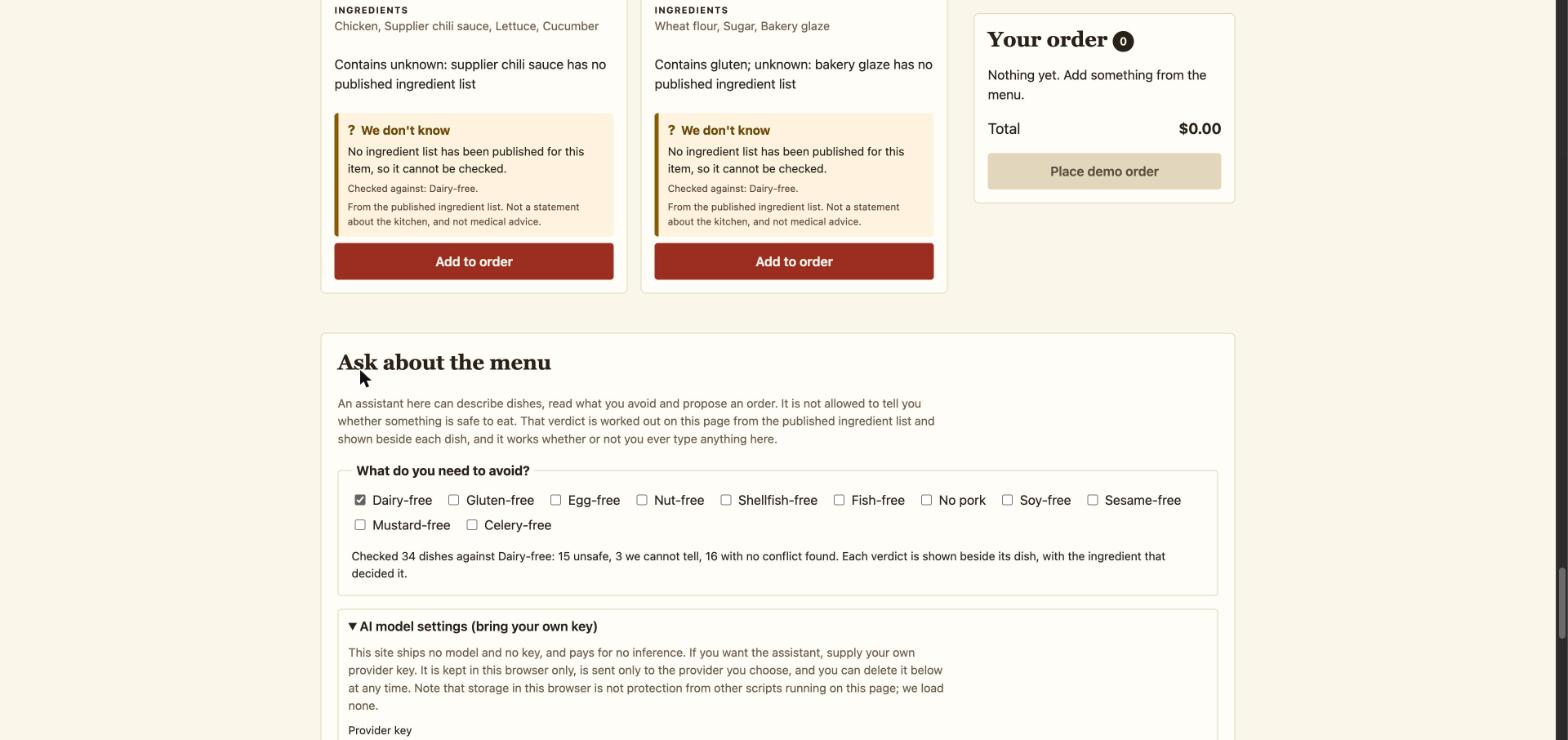 INGREDIENTS
Chicken, Supplier chili sauce, Lettuce, Cucumber
Contains unknown: supplier chili sauce has no
published ingredient list
? We don't know
No ingredient list has been published for this
item, so it cannot be checked.
Checked against: Dairy-free.
From the published ingredient list. Not a statement
about the kitchen, and not medical advice.
Add to order
INGREDIENTS
Wheat flour, Sugar, Bakery glaze
Contains gluten; unknown: bakery glaze has no
published ingredient list
? We don't know
No ingredient list has been published for this
item, so it cannot be checked.
Checked against: Dairy-free.
From the published ingredient list. Not a statement
about the kitchen, and not medical advice.
Add to order
Your order 0
Nothing yet. Add something from the
menu.
Total $0.00
Place demo order
Ask about the menu
An assistant here can describe dishes, read what you avoid and propose an order. It is not allowed to tell you
whether something is safe to eat. That verdict is worked out on this page from the published ingredient list and
shown beside each dish, and it works whether or not you ever type anything here.
What do you need to avoid?
Dairy-free Gluten-free Egg-free Nut-free Shellfish-free Fish-free No pork Soy-free Sesame-free
Mustard-free Celery-free
Checked 34 dishes against Dairy-free: 15 unsafe, 3 we cannot tell, 16 with no conflict found. Each verdict is shown beside its dish, with the ingredient that
decided it.
▼ AI model settings (bring your own key)
This site ships no model and no key, and pays for no inference. If you want the assistant, supply your own
provider key. It is kept in this browser only, is sent only to the provider you choose, and you can delete it below
at any time. Note that storage in this browser is not protection from other scripts running on this page; we load
none.
Provider key